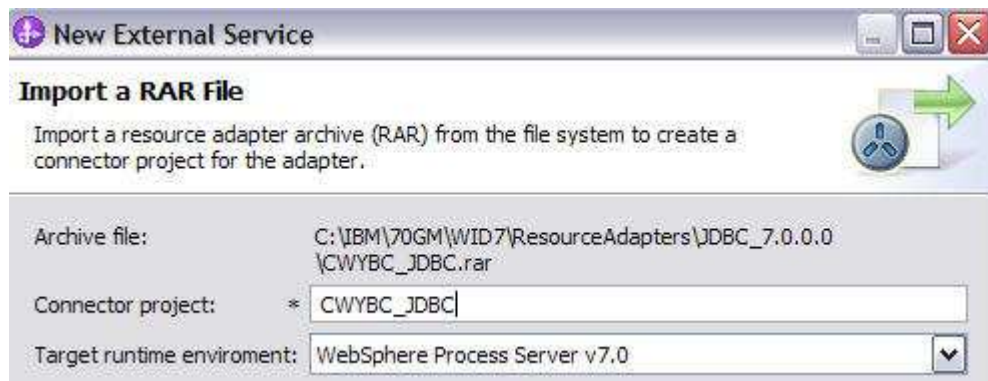 New External Service
Import a RAR File
Import a resource adapter archive (RAR) from the file system to create a
connector project for the adapter.
Archive file: C:\IBM\70GM\WID7\ResourceAdapters\JDBC_7.0.0.0
\CWYBC_JDBC.rar
Connector project: * CWYBC_JDBC
Target runtime enviroment: WebSphere Process Server v7.0